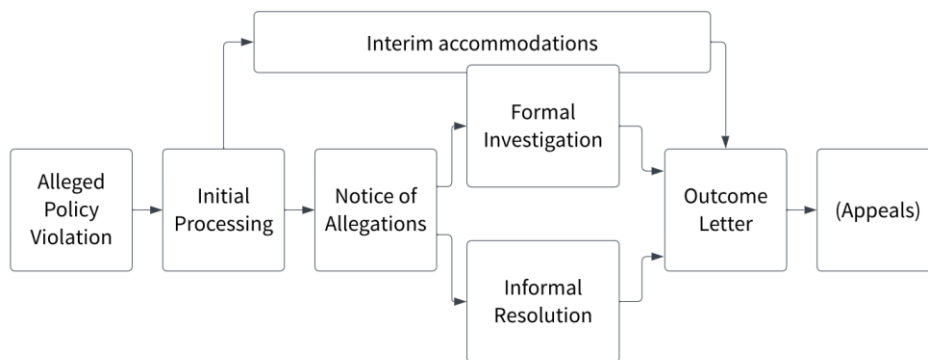 Interim accommodations
Alleged
Policy
Violation
Initial
Processing
Notice of
Allegations
Formal
Investigation
Informal
Resolution
Outcome
Letter
(Appeals)